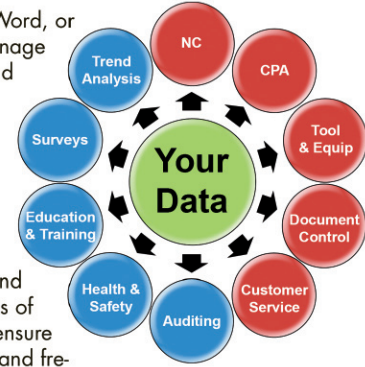 Word, or
nage
d
NC
CPA
Trend
Analysis
Tool
& Equip
Surveys
Your
Data
Education
& Training
Document
Control
Health &
Safety
Customer
Service
Auditing
nd
s of
ensure
and fre-